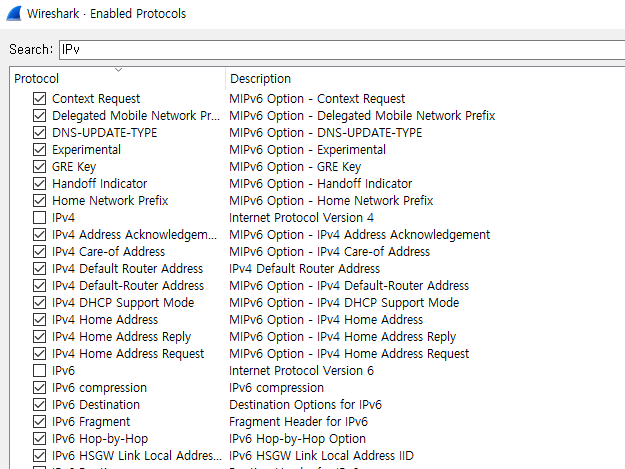 Wireshark · Enabled Protocols
Search: IPv
Protocol Description
Context Request MIPv6 Option - Context Request
Delegated Mobile Network Pr... MIPv6 Option - Delegated Mobile Network Prefix
DNS-UPDATE-TYPE MIPv6 Option - DNS-UPDATE-TYPE
Experimental MIPv6 Option - Experimental
GRE Key MIPv6 Option - GRE Key
Handoff Indicator MIPv6 Option - Handoff Indicator
Home Network Prefix MIPv6 Option - Home Network Prefix
IPv4 Internet Protocol Version 4
IPv4 Address Acknowledgem... MIPv6 Option - IPv4 Address Acknowledgement
IPv4 Care-of Address MIPv6 Option - IPv4 Care-of Address
IPv4 Default Router Address IPv4 Default Router Address
IPv4 Default-Router Address MIPv6 Option - IPv4 Default-Router Address
IPv4 DHCP Support Mode MIPv6 Option - IPv4 DHCP Support Mode
IPv4 Home Address MIPv6 Option - IPv4 Home Address
IPv4 Home Address Reply MIPv6 Option - IPv4 Home Address Reply
IPv4 Home Address Request MIPv6 Option - IPv4 Home Address Request
IPv6 Internet Protocol Version 6
IPv6 compression IPv6 compression
IPv6 Destination Destination Options for IPv6
IPv6 Fragment Fragment Header for IPv6
IPv6 Hop-by-Hop IPv6 Hop-by-Hop Option
IPv6 HSGW Link Local Addres... IPv6 HSGW Link Local Address IID